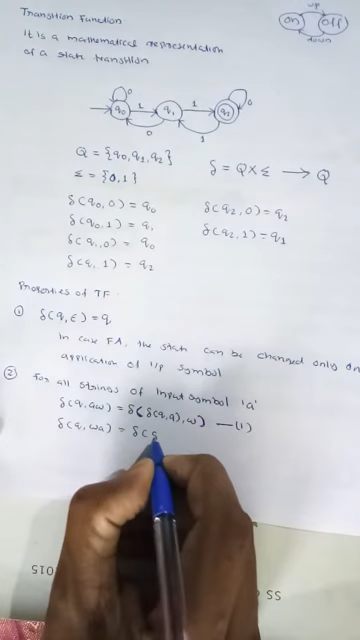 Transition Function
up
on
off
down
It is a mathematical representation
of a state transition
0
q0
1
q1
1
q2
0
0
1
Q = {q0, q1, q2}
Σ = {0, 1}
δ = Q X Σ → Q
δ(q0, 0) = q0
δ(q0, 1) = q1
δ(q1, 0) = q0
δ(q1, 1) = q2
δ(q2, 0) = q2
δ(q2, 1) = q1
Properties of TF -
① δ(q, ε) = q
In case FA, the state can be changed only on
application of i/p symbol
② For all strings of input symbol 'a'
δ(q, aw) = δ(δ(q, a), w) —(1)
δ(q, wa) = δ(δ
2015
SS